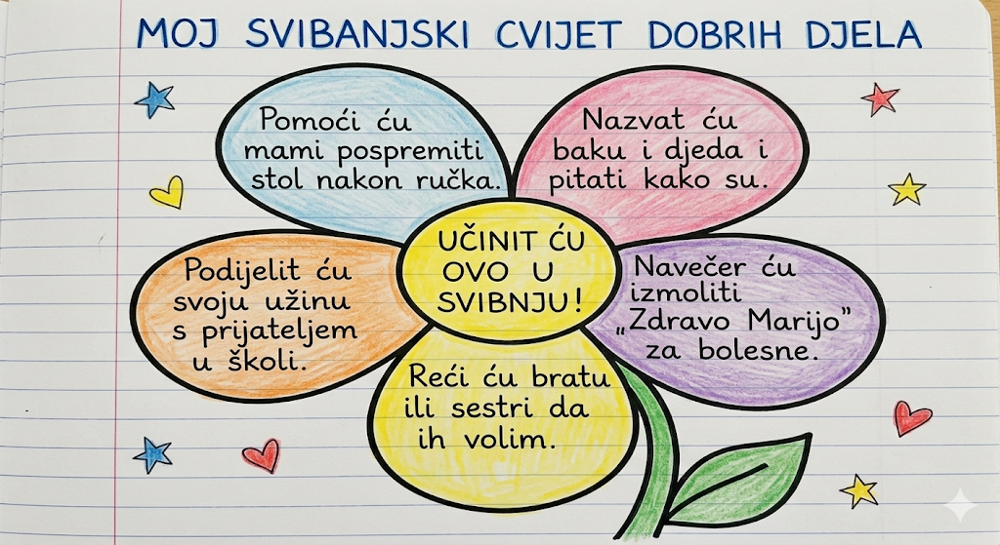 MOJ SVIBANJSKI CVIJET DOBRIH DJELA
Pomoći ću
mami pospremiti
stol nakon ručka.
Nazvat ću
baku i djeda i
pitati kako su.
Podijelit ću
svoju užinu
s prijateljem
u školi.
UČINIT ĆU
OVO U
SVIBNJU!
Navečer ću
izmoliti
„Zdravo Marijo”
za bolesne.
Reći ću bratu
ili sestri da
ih volim.